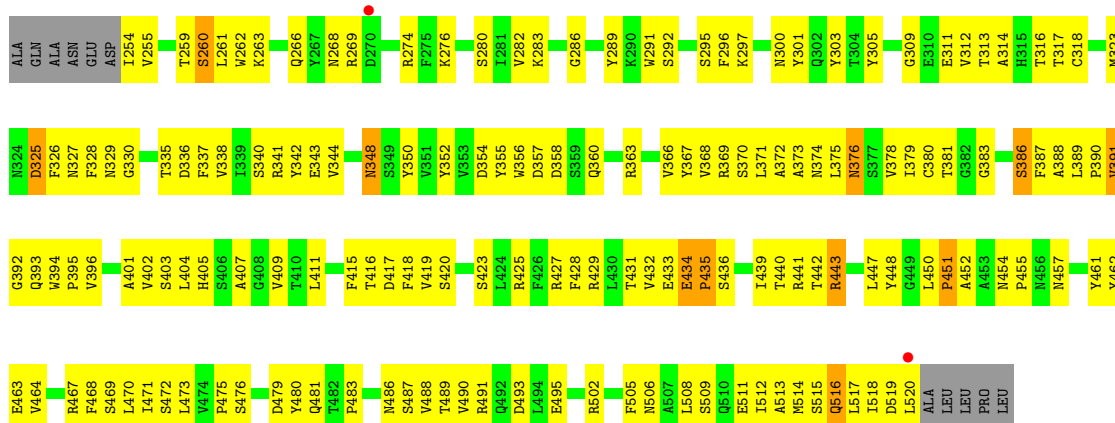 ALA GLN ALA ASN GLU ASP I254 V255 T259 S260 L261 W262 K263 Q266 Y267 N268 R269 D270 R274 F275 K276 S280 I281 V282 K283 G286 Y289 K290 W291 S292 S295 F296 K297 N300 Y301 Q302 Y303 T304 Y305 G309 E310 E311 V312 T313 A314 H315 T316 T317 C318 M323
N324 D325 F326 N327 F328 N329 G330 T335 D336 F337 V338 I339 S340 R341 Y342 E343 V344 N348 S349 Y350 V351 Y352 V353 D354 Y355 W356 D357 D358 S359 Q360 R363 V366 Y367 V368 R369 S370 L371 A372 A373 N374 L375 N376 S377 V378 I379 C380 T381 G382 G383 S386 F387 A388 L389 P390 V391
G392 Q393 W394 P395 V396 A401 V402 S403 L404 H405 S406 A407 G408 V409 T410 L411 F415 T416 D417 F418 V419 S420 S423 L424 R425 F426 R427 F428 R429 L430 T431 V432 E433 E434 P435 S436 I439 T440 R441 T442 R443 L447 Y448 G449 L450 P451 A452 A453 N454 P455 N456 N457 Y461 Y462
E463 V464 R467 F468 S469 L470 I471 S472 L473 V474 P475 S476 D479 Y480 Q481 T482 P483 N486 S487 V488 T489 V490 R491 Q492 D493 L494 E495 R502 F505 N506 A507 L508 S509 Q510 E511 I512 A513 M514 S515 Q516 L517 I518 D519 L520 ALA LEU LEU PRO LEU